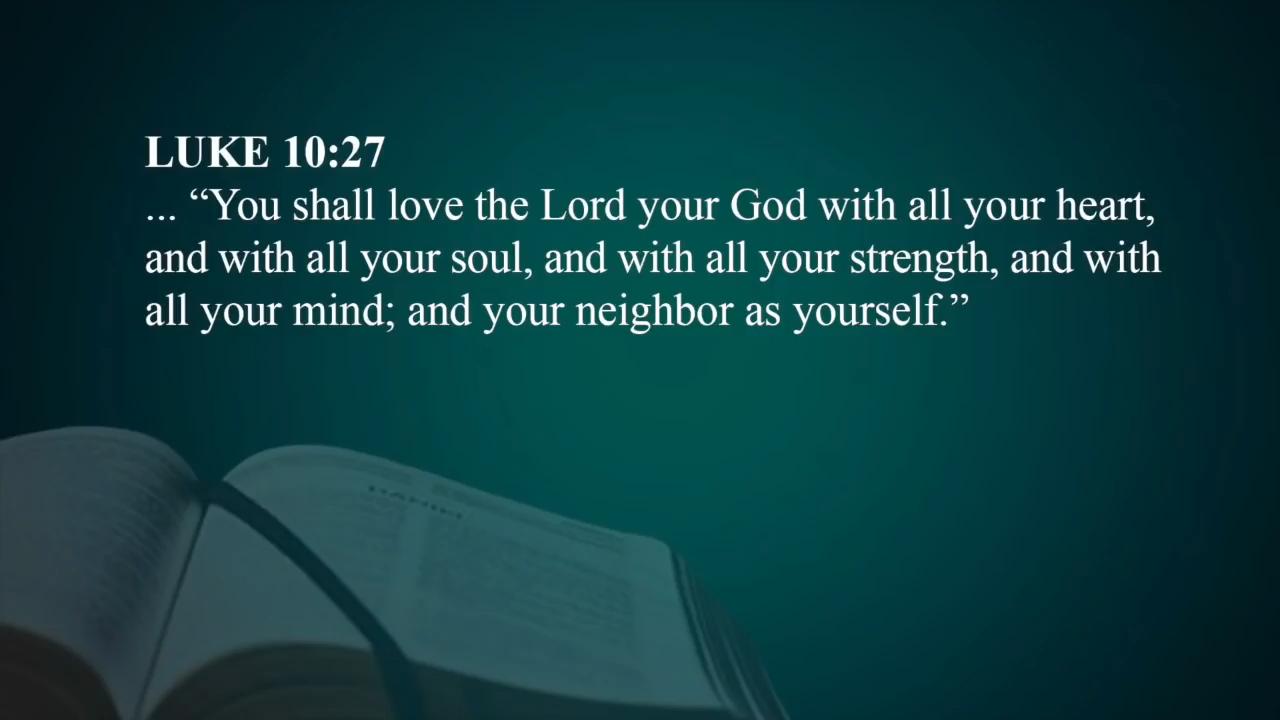 LUKE 10:27
... “You shall love the Lord your God with all your heart,
and with all your soul, and with all your strength, and with
all your mind; and your neighbor as yourself.”